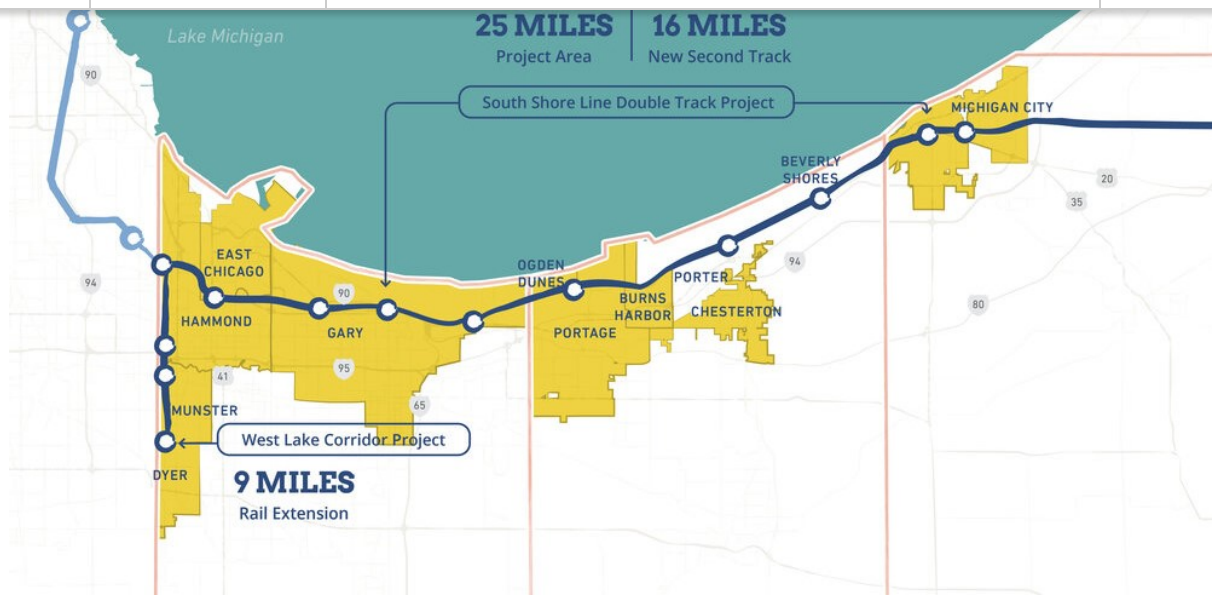 25 MILES
Project Area
16 MILES
New Second Track
Lake Michigan
90
South Shore Line Double Track Project
MICHIGAN CITY
BEVERLY
SHORES
20
35
EAST
CHICAGO
OGDEN
DUNES
94
94
PORTER
90
BURNS
HARBOR
CHESTERTON
80
HAMMOND
GARY
PORTAGE
95
41
65
MUNSTER
West Lake Corridor Project
DYER
9 MILES
Rail Extension